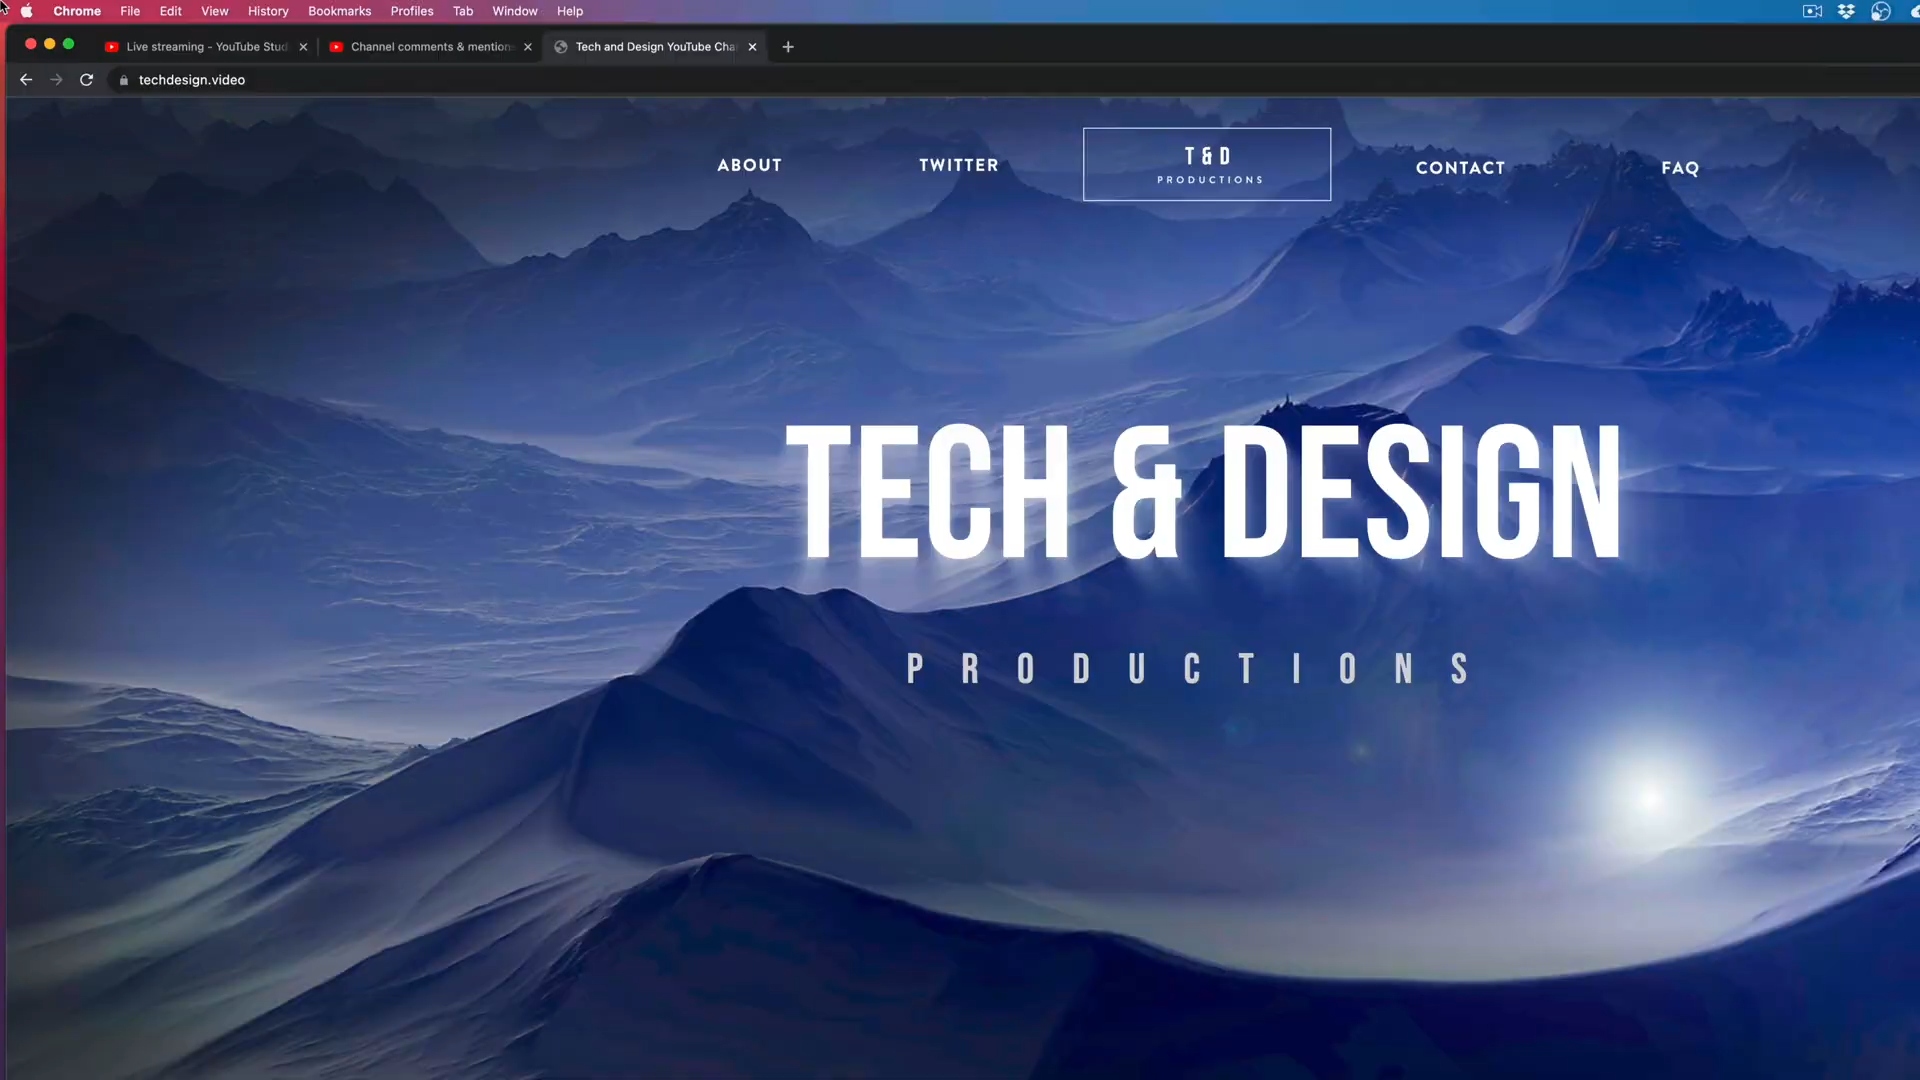 Chrome File Edit View History Bookmarks Profiles Tab Window Help
Live streaming - YouTube Stud
Channel comments & mention
Tech and Design YouTube Cha
techdesign.video
ABOUT
TWITTER
T & D
PRODUCTIONS
CONTACT
FAQ
TECH & DESIGN
PRODUCTIONS